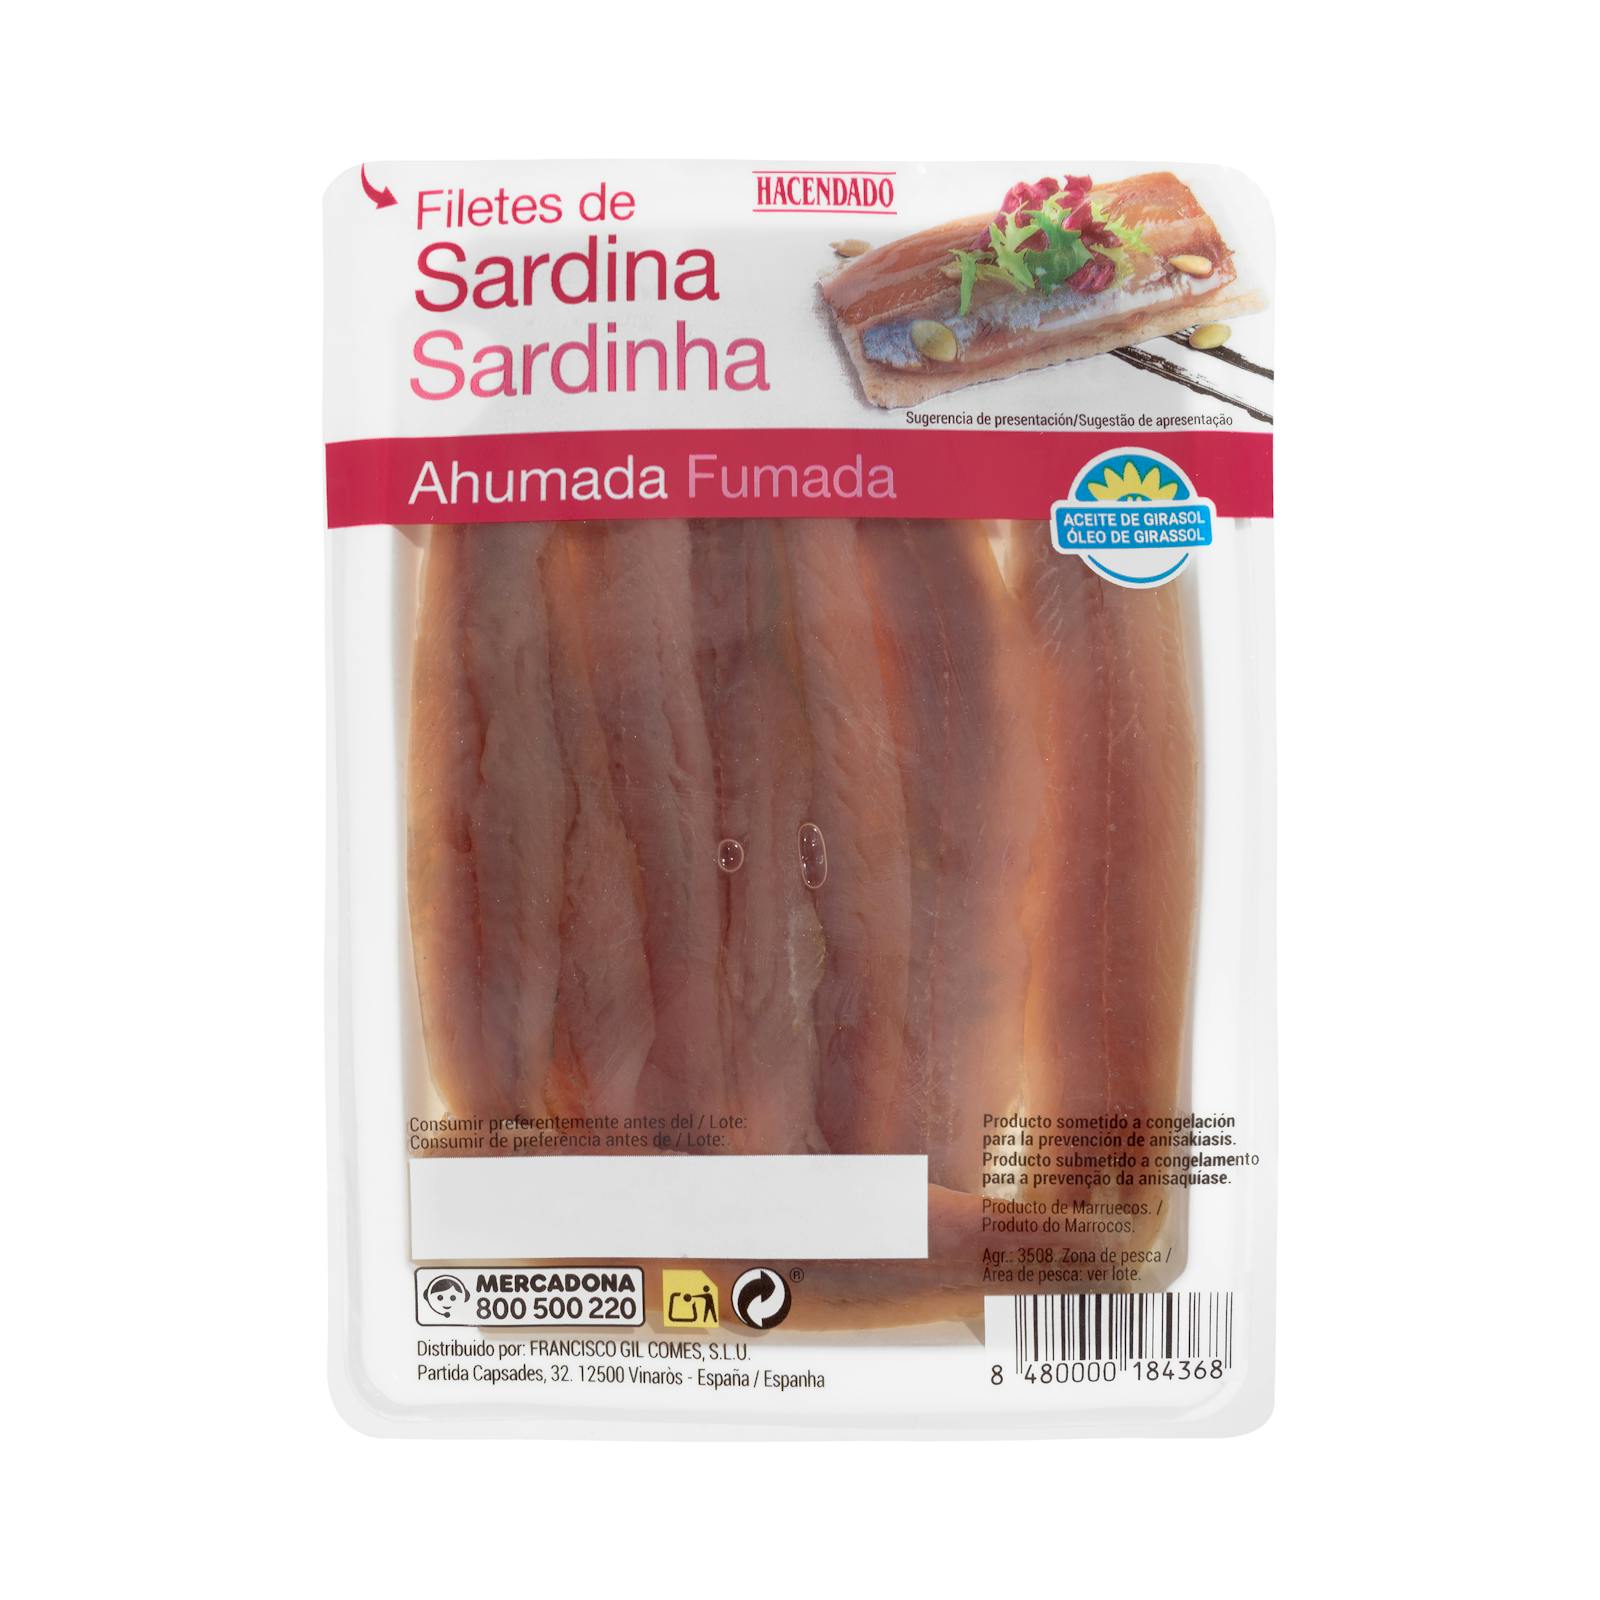 Filetes de
Sardina
Sardinha
HACENDADO
Sugerencia de presentación/Sugestão de apresentação
Ahumada Fumada
ACEITE DE GIRASOL
ÓLEO DE GIRASSOL
Consumir preferentemente antes del / Lote:
Consumir de preferência antes de / Lote:
Producto sometido a congelación
para la prevención de anisakiasis.
Producto submetido a congelamento
para a prevenção da anisaquíase.
Producto de Marruecos. /
Produto do Marrocos.
Agr.: 3508. Zona de pesca /
Área de pesca: ver lote.
MERCADONA
800 500 220
®
Distribuido por: FRANCISCO GIL COMES, S.L.U.
Partida Capsades, 32. 12500 Vinaròs - España / Espanha
8 480000 184368